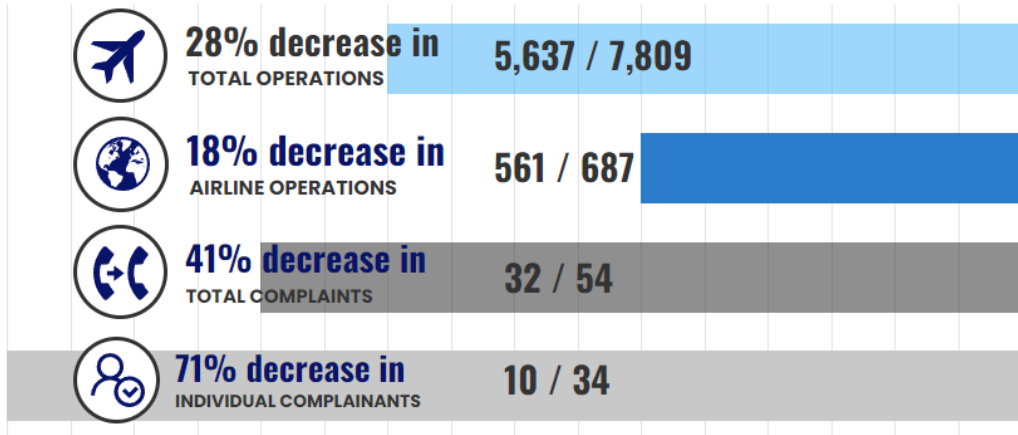 28% decrease in
TOTAL OPERATIONS
5,637 / 7,809
18% decrease in
AIRLINE OPERATIONS
561 / 687
41% decrease in
TOTAL COMPLAINTS
32 / 54
71% decrease in
INDIVIDUAL COMPLAINANTS
10 / 34